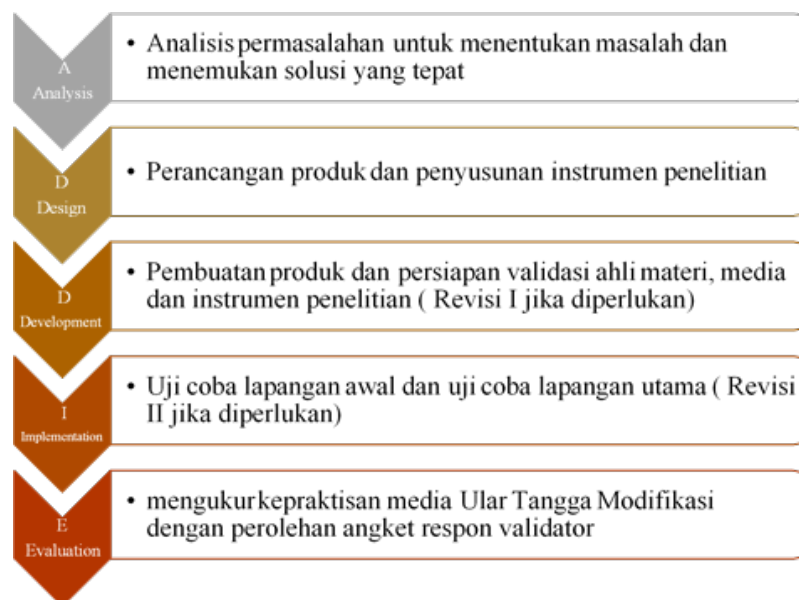 A
Analysis
• Analisis permasalahan untuk menentukan masalah dan
menemukan solusi yang tepat
D
Design
• Perancangan produk dan penyusunan instrumen penelitian
D
Development
• Pembuatan produk dan persiapan validasi ahli materi, media
dan instrumen penelitian ( Revisi I jika diperlukan)
I
Implementation
• Uji coba lapangan awal dan uji coba lapangan utama ( Revisi
II jika diperlukan)
E
Evaluation
• mengukur kepraktisan media Ular Tangga Modifikasi
dengan perolehan angket respon validator